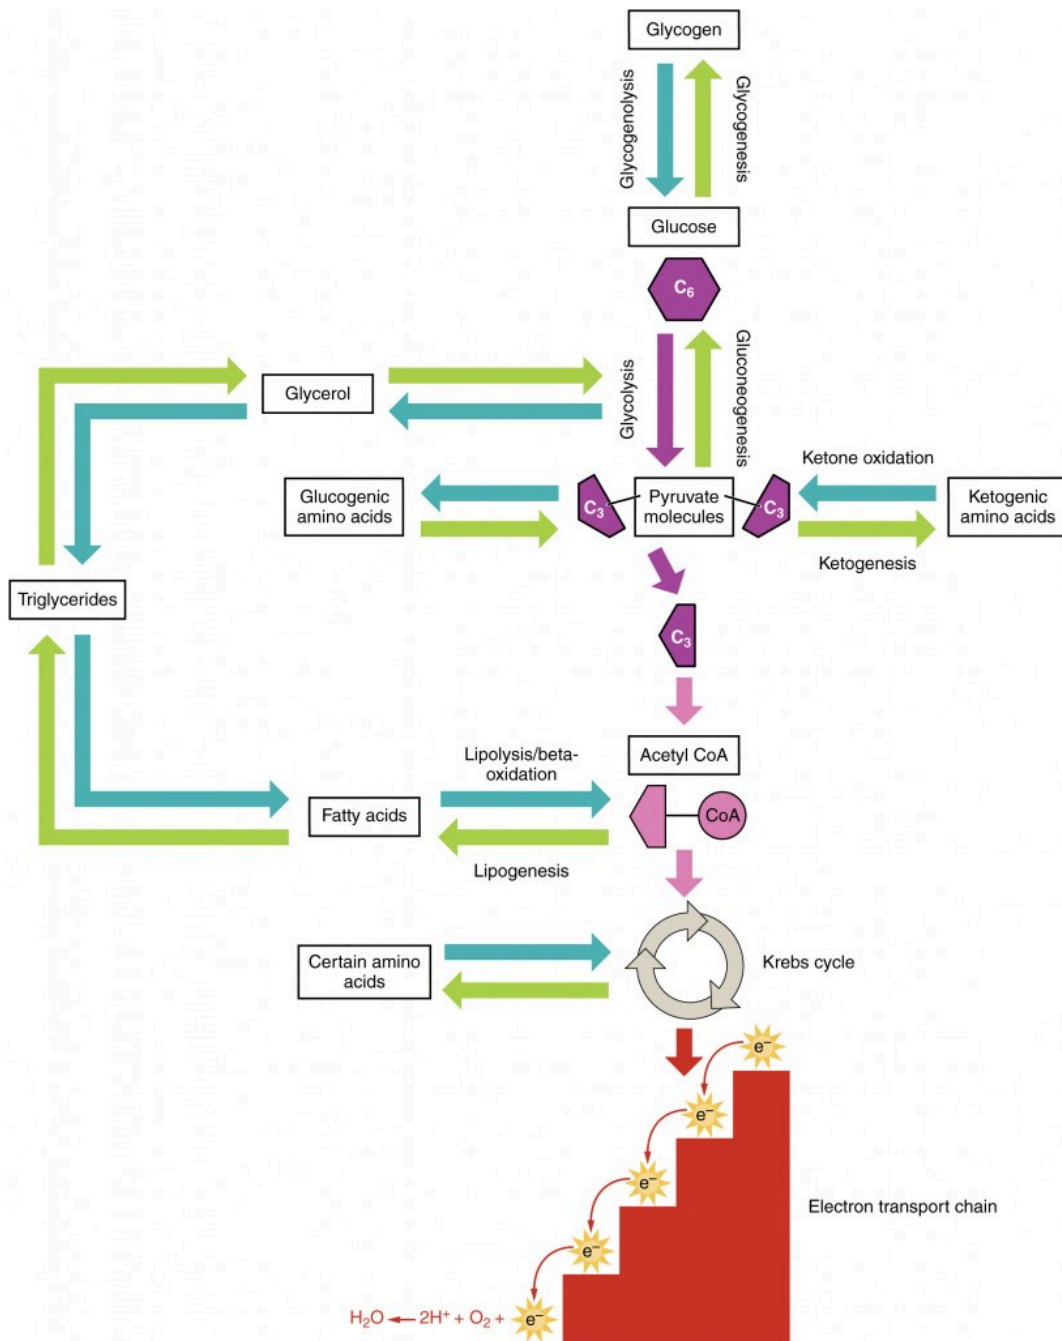 Glycogen
Glycogenolysis
Glycogenesis
Glucose
C₆
Glycolysis
Gluconeogenesis
Glycerol
Glucogenic
amino acids
C₃
Pyruvate
molecules
C₃
Ketone oxidation
Ketogenic
amino acids
Ketogenesis
Triglycerides
C₃
Acetyl CoA
Lipolysis/beta-
oxidation
Fatty acids
CoA
Lipogenesis
Certain amino
acids
Krebs cycle
e⁻
e⁻
e⁻
Electron transport chain
e⁻
H₂O ← 2H⁺ + O₂ + e⁻